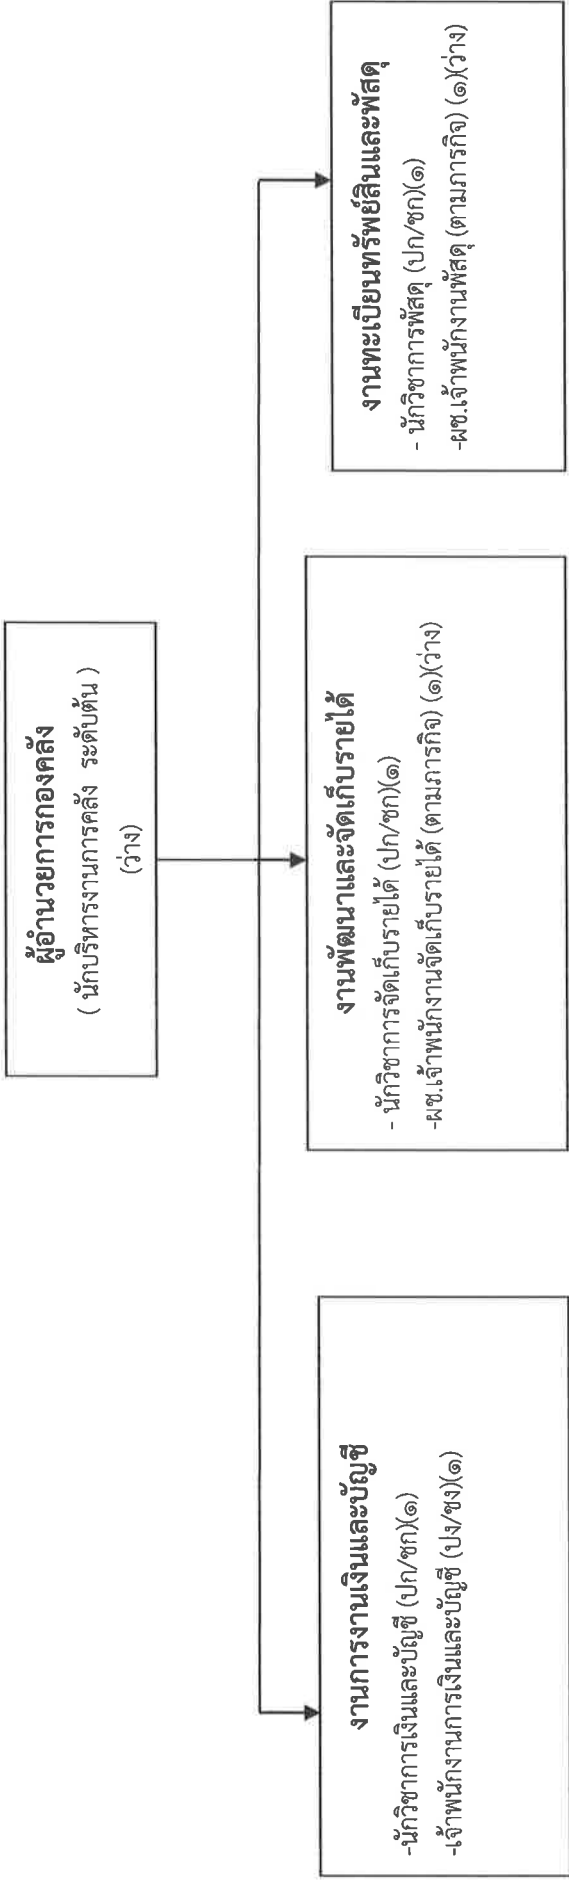 ผู้อำนวยการกองคลัง
( นักบริหารงานการคลัง ระดับต้น )
(ว่าง)
งานการงานเงินและบัญชี
-นักวิชาการเงินและบัญชี (ปก/ชก)(๑)
-เจ้าพนักงานการเงินและบัญชี (ปง/ชง)(๑)
งานพัฒนาและจัดเก็บรายได้
- นักวิชาการจัดเก็บรายได้ (ปก/ชก)(๑)
-ผช.เจ้าพนักงานจัดเก็บรายได้ (ตามภารกิจ) (๑)(ว่าง)
งานทะเบียนทรัพย์สินและพัสดุ
- นักวิชาการพัสดุ (ปก/ชก)(๑)
-ผช.เจ้าพนักงานพัสดุ (ตามภารกิจ) (๑)(ว่าง)